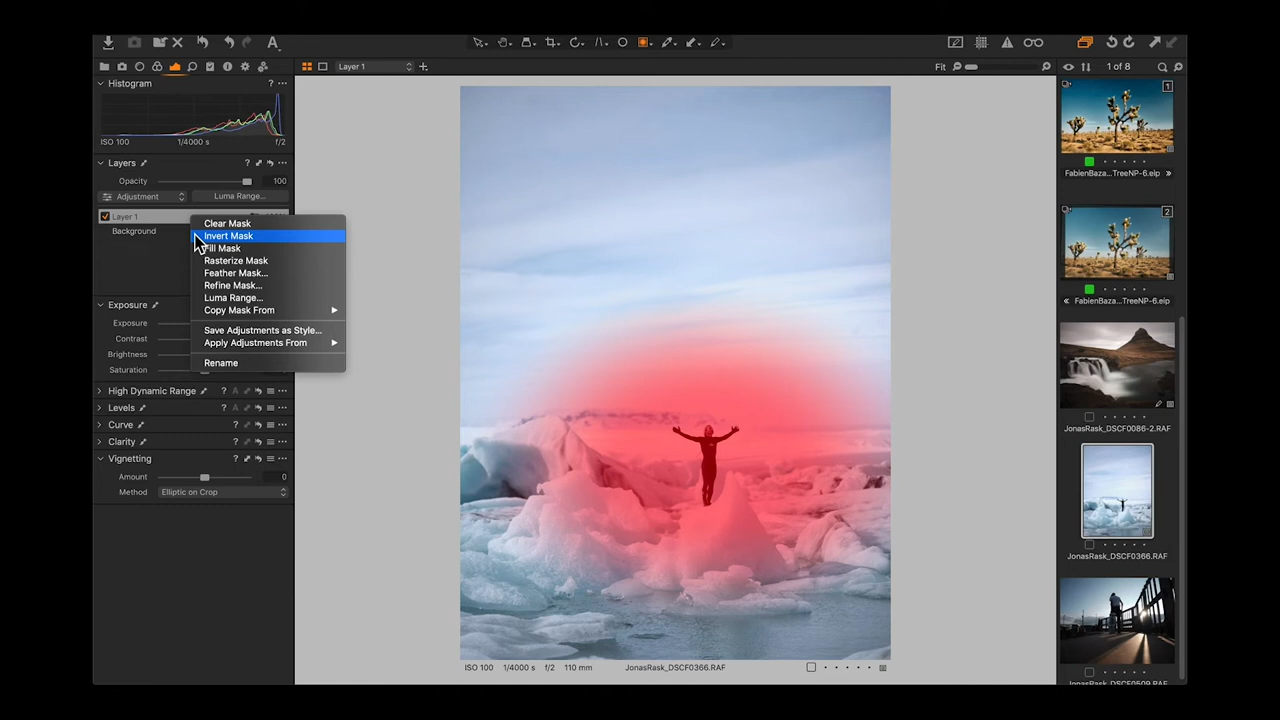 Layer 1
Fit
1 of 8
Histogram
?
ISO 100
1/4000 s
f/2
Layers
?
Opacity
100
Adjustment
Luma Range...
Layer 1
Background
Clear Mask
Invert Mask
Fill Mask
Rasterize Mask
Feather Mask...
Refine Mask...
Luma Range...
Copy Mask From
Save Adjustments as Style...
Apply Adjustments From
Rename
Exposure
Exposure
Contrast
Brightness
Saturation
High Dynamic Range
? A
Levels
? A
Curve
?
Clarity
?
Vignetting
?
Amount
0
Method
Elliptic on Crop
ISO 100
1/4000 s
f/2
110 mm
JonasRask_DSCF0366.RAF
1
FabienBaza...TreeNP-6.eip »
2
« FabienBaza...TreeNP-6.eip
JonasRask_DSCF0086-2.RAF
JonasRask_DSCF0366.RAF
JonasRask_DSCF0509.RAF